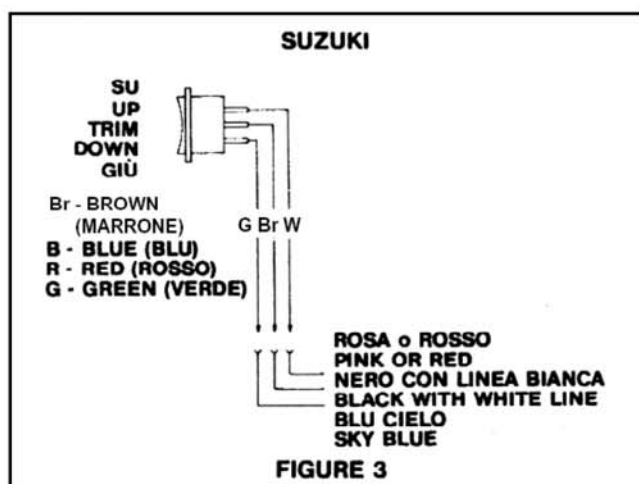 SUZUKI
SU
UP
TRIM
DOWN
GIÙ
Br - BROWN
(MARRONE)
B - BLUE (BLU)
R - RED (ROSSO)
G - GREEN (VERDE)
G Br W
ROSA o ROSSO
PINK OR RED
NERO CON LINEA BIANCA
BLACK WITH WHITE LINE
BLU CIELO
SKY BLUE
FIGURE 3